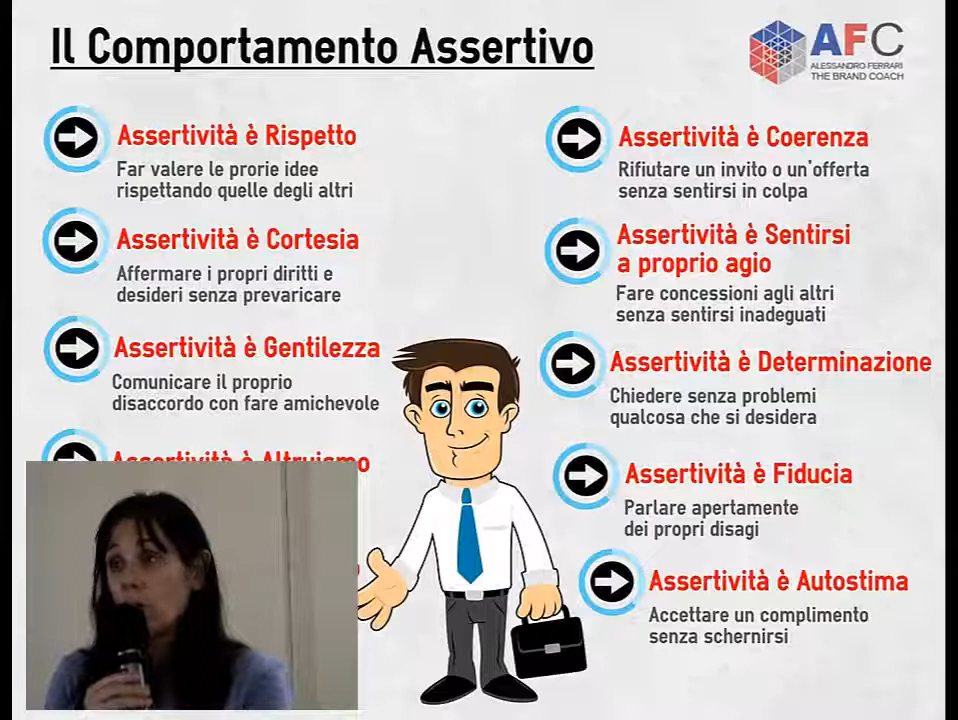 Il Comportamento Assertivo
AFC
ALESSANDRO FERRARI
THE BRAND COACH
Assertività è Rispetto
Far valere le prorie idee
rispettando quelle degli altri
Assertività è Cortesia
Affermare i propri diritti e
desideri senza prevaricare
Assertività è Gentilezza
Comunicare il proprio
disaccordo con fare amichevole
Assertività è Altruismo
Assertività è Coerenza
Rifiutare un invito o un'offerta
senza sentirsi in colpa
Assertività è Sentirsi
a proprio agio
Fare concessioni agli altri
senza sentirsi inadeguati
Assertività è Determinazione
Chiedere senza problemi
qualcosa che si desidera
Assertività è Fiducia
Parlare apertamente
dei propri disagi
Assertività è Autostima
Accettare un complimento
senza schernirsi